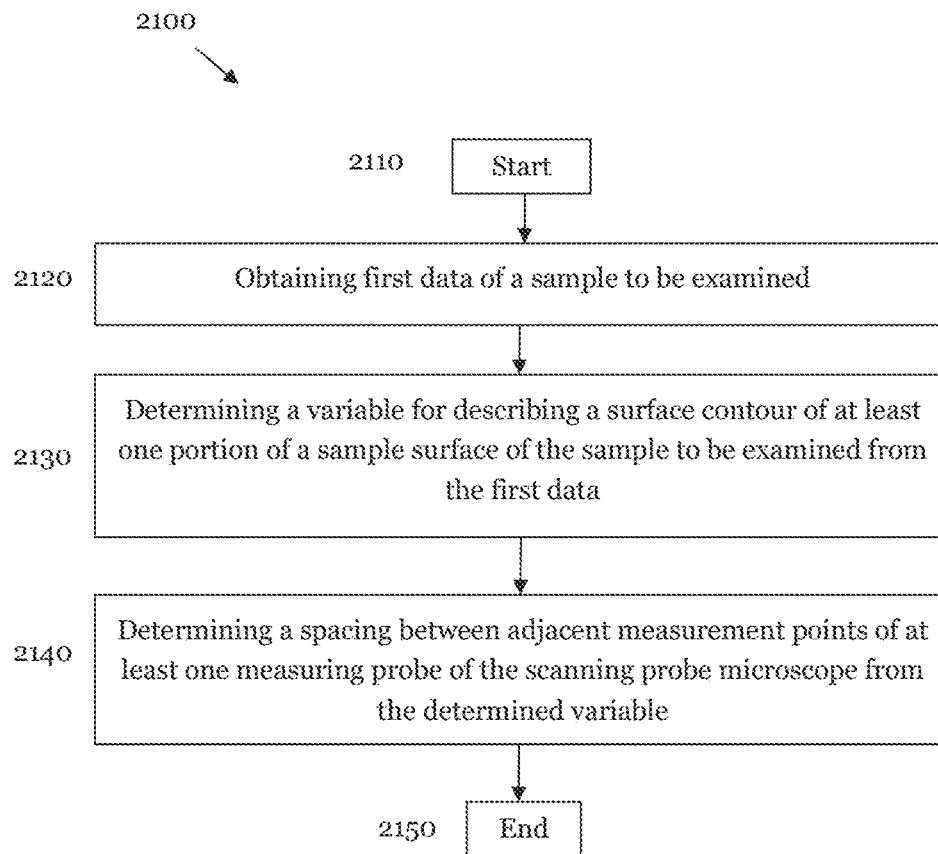 2100
2110
Start
2120
Obtaining first data of a sample to be examined
2130
Determining a variable for describing a surface contour of at least
one portion of a sample surface of the sample to be examined from
the first data
2140
Determining a spacing between adjacent measurement points of at
least one measuring probe of the scanning probe microscope from
the determined variable
2150
End